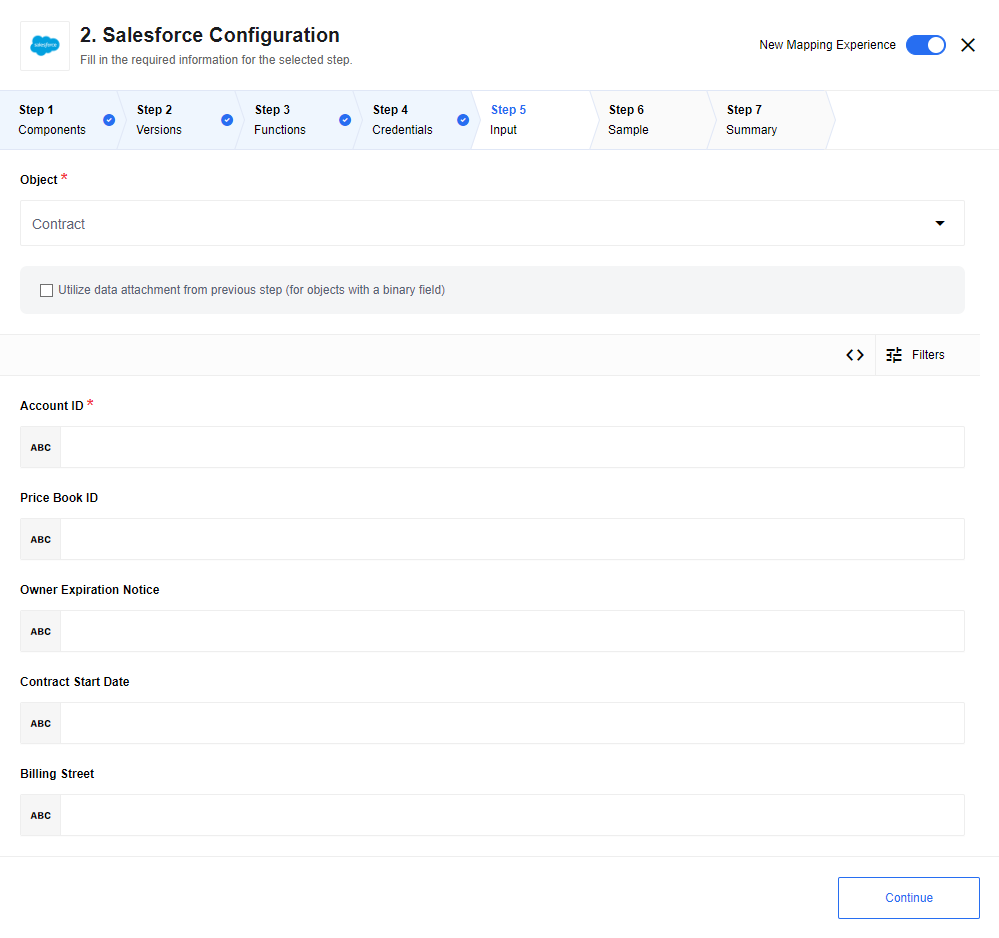 salesforce
2. Salesforce Configuration
Fill in the required information for the selected step.
New Mapping Experience
Step 1
Components
Step 2
Versions
Step 3
Functions
Step 4
Credentials
Step 5
Input
Step 6
Sample
Step 7
Summary
Object *
Contract
Utilize data attachment from previous step (for objects with a binary field)
<> Filters
Account ID *
ABC
Price Book ID
ABC
Owner Expiration Notice
ABC
Contract Start Date
ABC
Billing Street
ABC
Continue